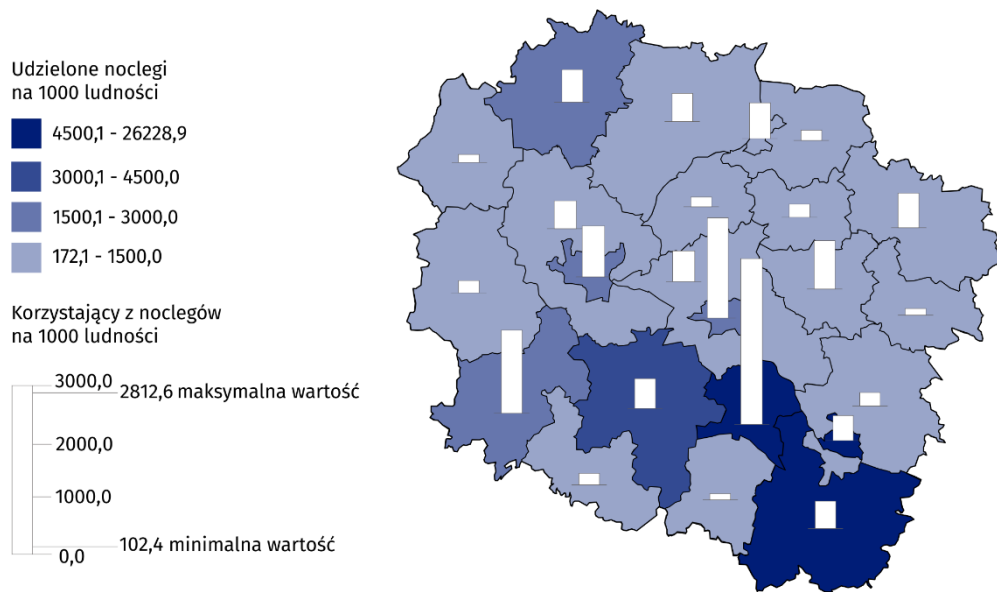 Udzielone noclegi
na 1000 ludności
4500,1 - 26228,9
3000,1 - 4500,0
1500,1 - 3000,0
172,1 - 1500,0
Korzystający z noclegów
na 1000 ludności
3000,0
2812,6 maksymalna wartość
2000,0
1000,0
102,4 minimalna wartość
0,0